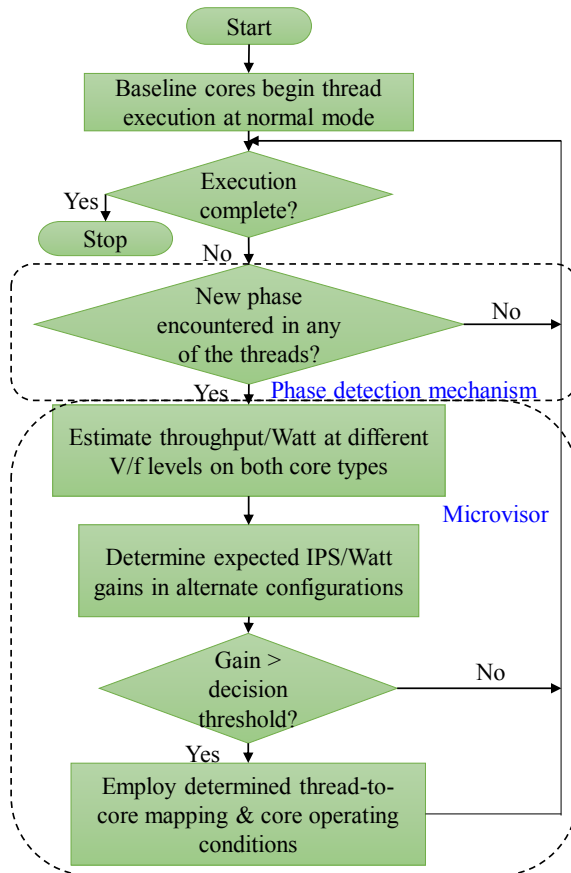 Start
Baseline cores begin thread
execution at normal mode
Execution
complete?
Yes
Stop
No
New phase
encountered in any
of the threads?
No
Yes
Phase detection mechanism
Estimate throughput/Watt at different
V/f levels on both core types
Microvisor
Determine expected IPS/Watt
gains in alternate configurations
Gain >
decision
threshold?
No
Yes
Employ determined thread-to-
core mapping & core operating
conditions